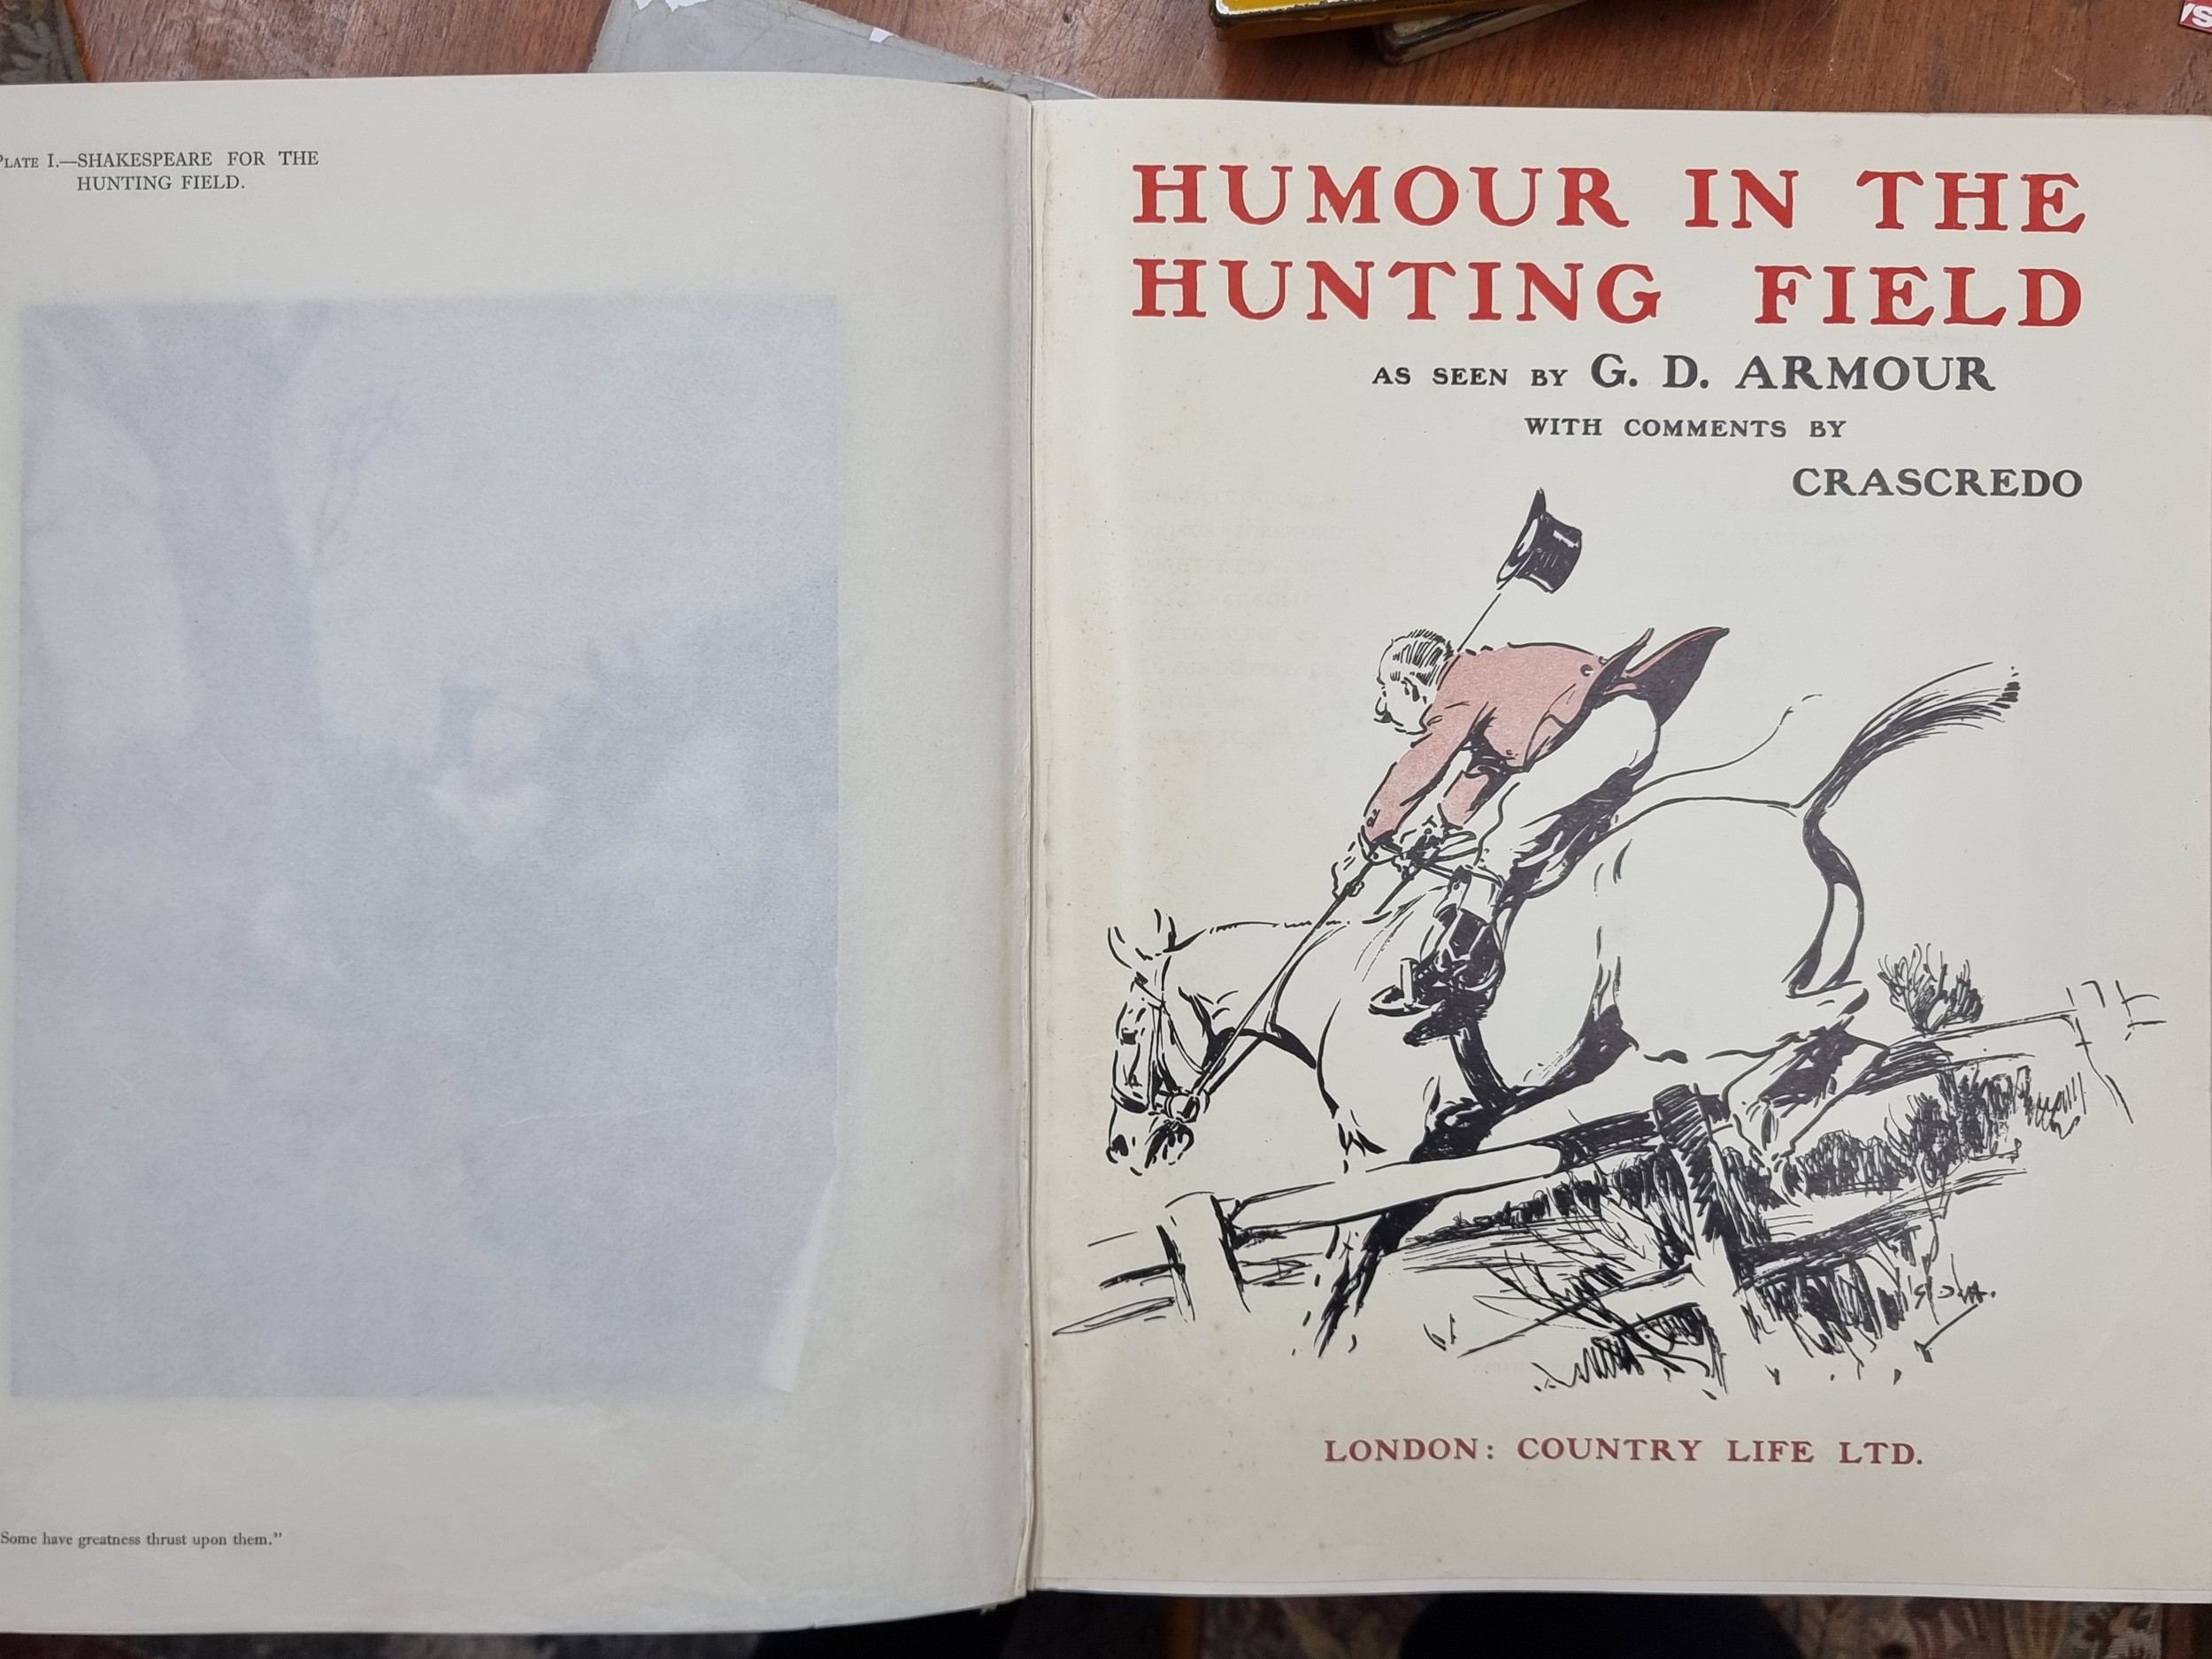 PLATE I.—SHAKESPEARE FOR THE
HUNTING FIELD.
Some have greatness thrust upon them."
HUMOUR IN THE
HUNTING FIELD
AS SEEN BY G. D. ARMOUR
WITH COMMENTS BY
CRASCREDO
G.D.A.
LONDON: COUNTRY LIFE LTD.